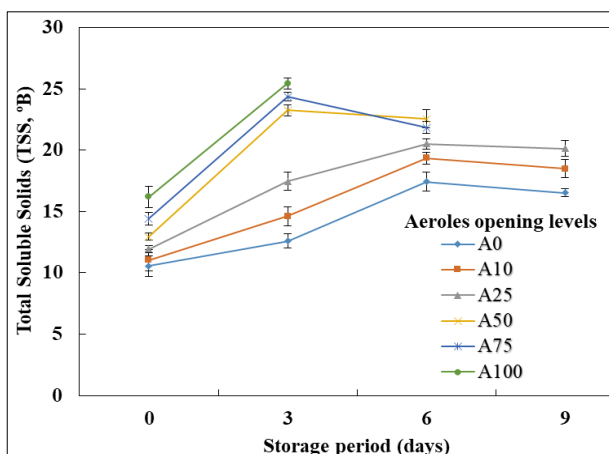 30
25
20
15
10
5
0
Total Soluble Solids (TSS, ºB)
Aeroles opening levels
A0
A10
A25
A50
A75
A100
0 3 6 9
Storage period (days)